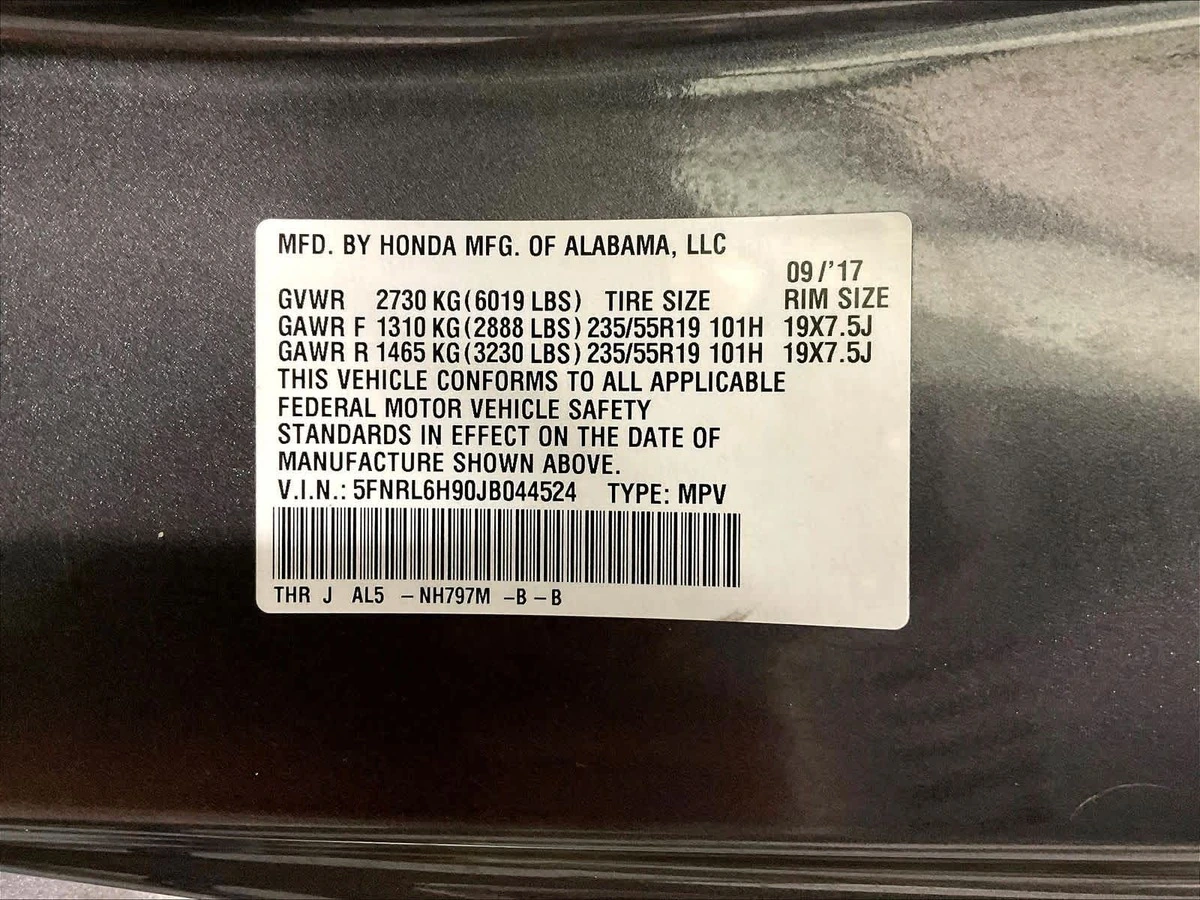 MFD. BY HONDA MFG. OF ALABAMA, LLC
09/'17
GVWR 2730 KG(6019 LBS) TIRE SIZE RIM SIZE
GAWR F 1310 KG(2888 LBS) 235/55R19 101H 19X7.5J
GAWR R 1465 KG(3230 LBS) 235/55R19 101H 19X7.5J
THIS VEHICLE CONFORMS TO ALL APPLICABLE
FEDERAL MOTOR VEHICLE SAFETY
STANDARDS IN EFFECT ON THE DATE OF
MANUFACTURE SHOWN ABOVE.
V.I.N.: 5FNRL6H90JB044524 TYPE: MPV
THR J AL5 –NH797M –B –B